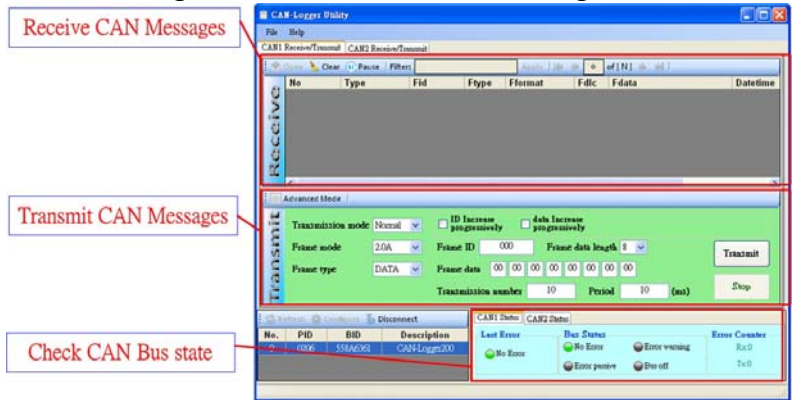 Receive CAN Messages
Transmit CAN Messages
Check CAN Bus state
CAN-Logger Utility
File Help
CAN1 Receive/Transmit CAN2 Receive/Transmit
Open Clear Pause Filter: Apply of [N]
Receive
No Type Fid Ftype Fformat Fdlc Fdata Datetime
Advanced Mode
Transmit
Transmission mode Normal ID Increase progressively data Increase progressively
Frame mode 2.0A Frame ID 000 Frame data length 8
Frame type DATA Frame data 00 00 00 00 00 00 00 00
Transmission number 10 Period 10 (ms)
Transmit
Stop
Refresh Configure Disconnect
No. PID BID Description
0206 558A6361 CAN-Logger200
CAN1 Status CAN2 Status
Last Error Bus Status Error Counter
No Error No Error Error warning Rx:0
Error passive Bus off Tx:0